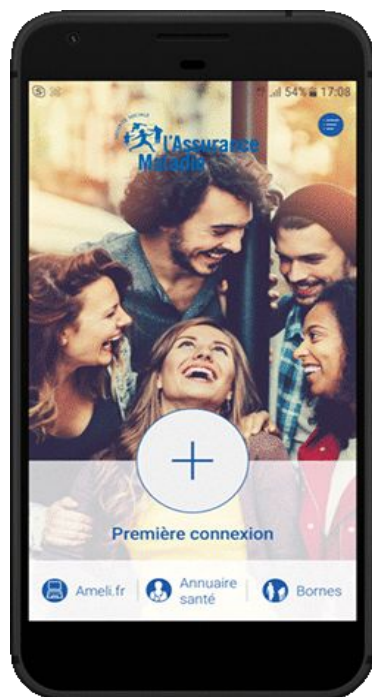 54% 17:08
l'Assurance
Maladie
Première connexion
Ameli.fr
Annuaire
santé
Bornes